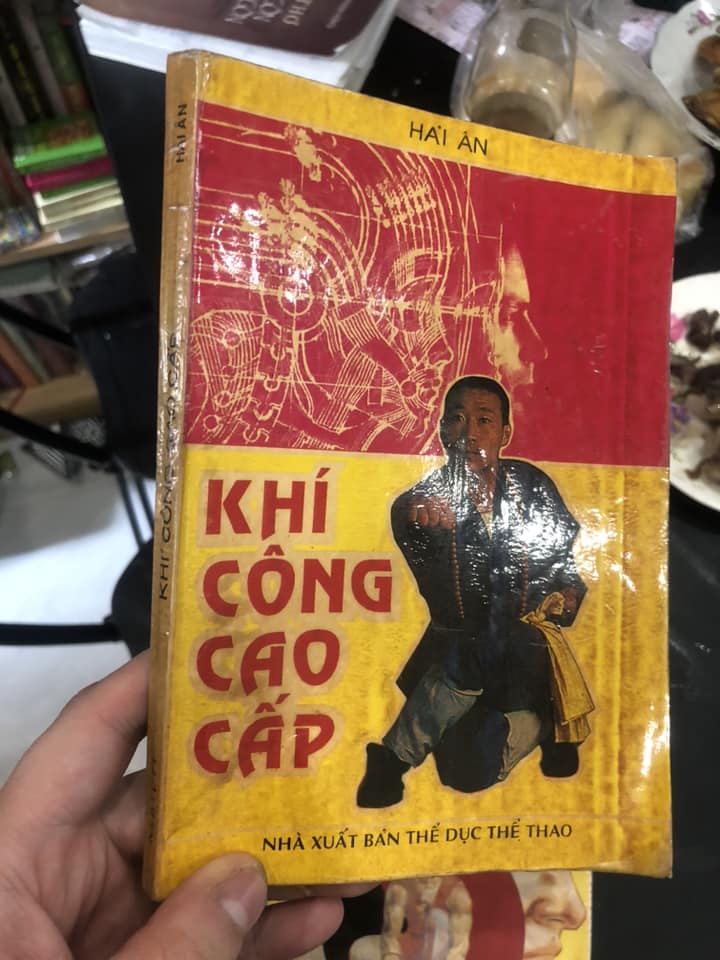 HẢI ÂN
KHÍ
CÔNG
CAO
CẤP
NHÀ XUẤT BẢN THỂ DỤC THỂ THAO
HẢI ÂN
KHÍ CÔNG CAO CẤP